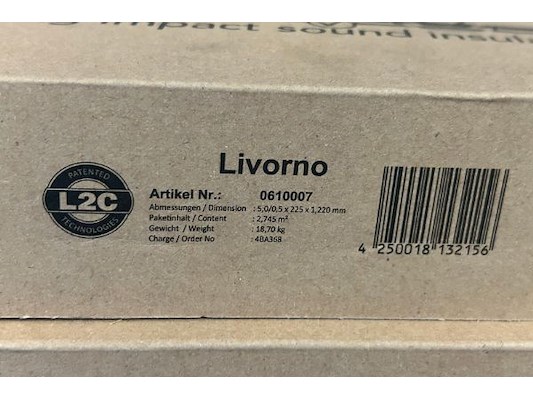 impact sound insul
Livorno
PATENTED
L2C
TECHNOLOGIES
Artikel Nr.: 0610007
Abmessungen / Dimension : 5,0/0,5 x 225 x 1,220 mm
Paketinhalt / Content : 2,745 m²
Gewicht / Weight : 18,70 kg
Charge / Order No : 4BA368
4 250018 132156